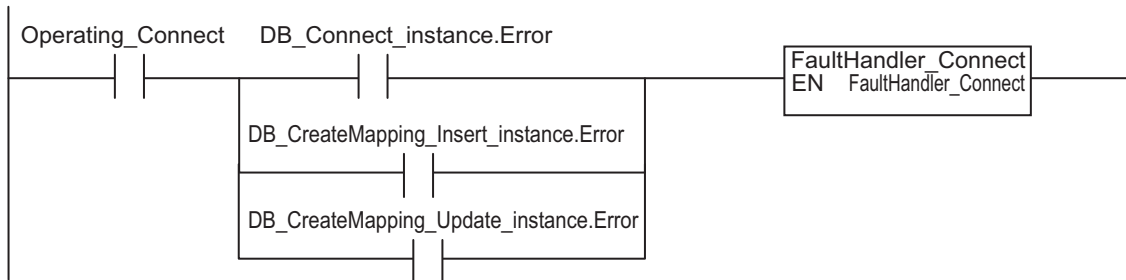 Operating_Connect DB_Connect_instance.Error
FaultHandler_Connect
EN FaultHandler_Connect
DB_CreateMapping_Insert_instance.Error
DB_CreateMapping_Update_instance.Error